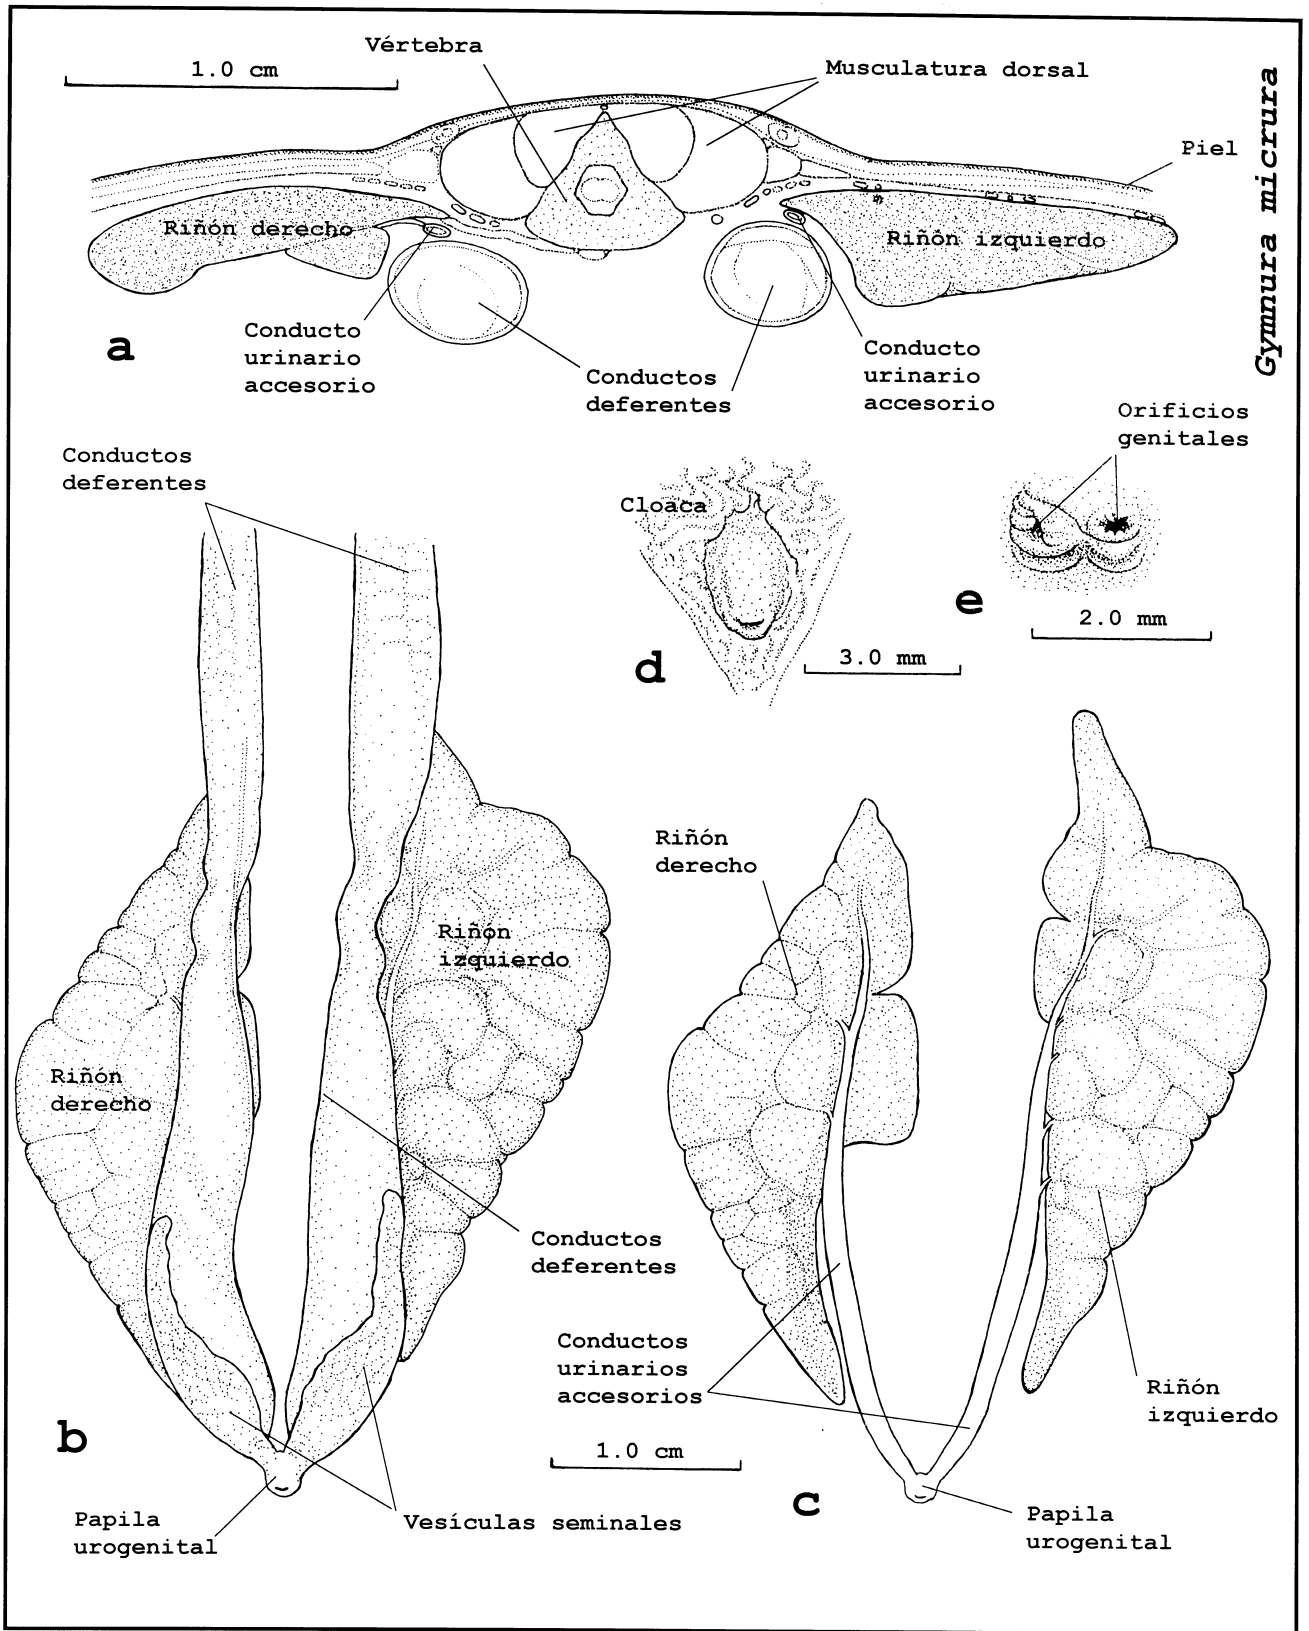 Vértebra
1.0 cm
Musculatura dorsal
Piel
Gymnura micrura
Riñón derecho
Riñón izquierdo
a
Conducto
urinario
accesorio
Conductos
deferentes
Conducto
urinario
accesorio
Orificios
genitales
Conductos
deferentes
Cloaca
e
2.0 mm
d
3.0 mm
Riñón
derecho
Riñón
izquierdo
Riñón
derecho
Conductos
deferentes
Conductos
urinarios
accesorios
Riñón
izquierdo
b
1.0 cm
c
Papila
urogenital
Vesículas seminales
Papila
urogenital